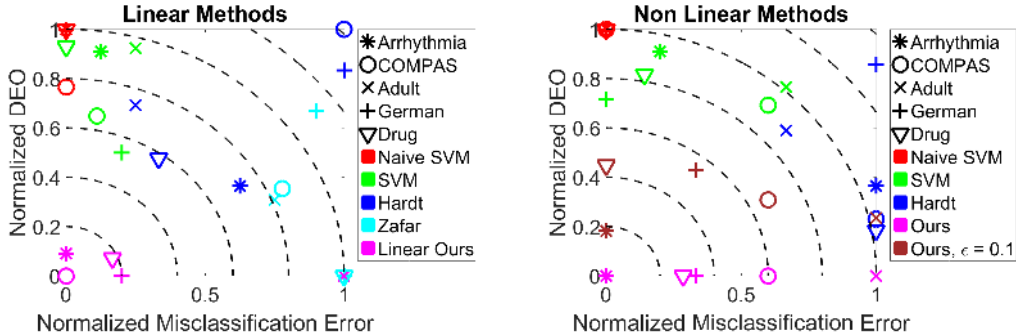 Linear Methods
Normalized DEO
1
0.8
0.6
0.4
0.2
0
0
0.5
1
Normalized Misclassification Error
Arrhythmia
COMPAS
Adult
German
Drug
Naive SVM
SVM
Hardt
Zafar
Linear Ours
Non Linear Methods
Normalized DEO
1
0.8
0.6
0.4
0.2
0
0
0.5
1
Normalized Misclassification Error
Arrhythmia
COMPAS
Adult
German
Drug
Naive SVM
SVM
Hardt
Ours
Ours, ϵ = 0.1